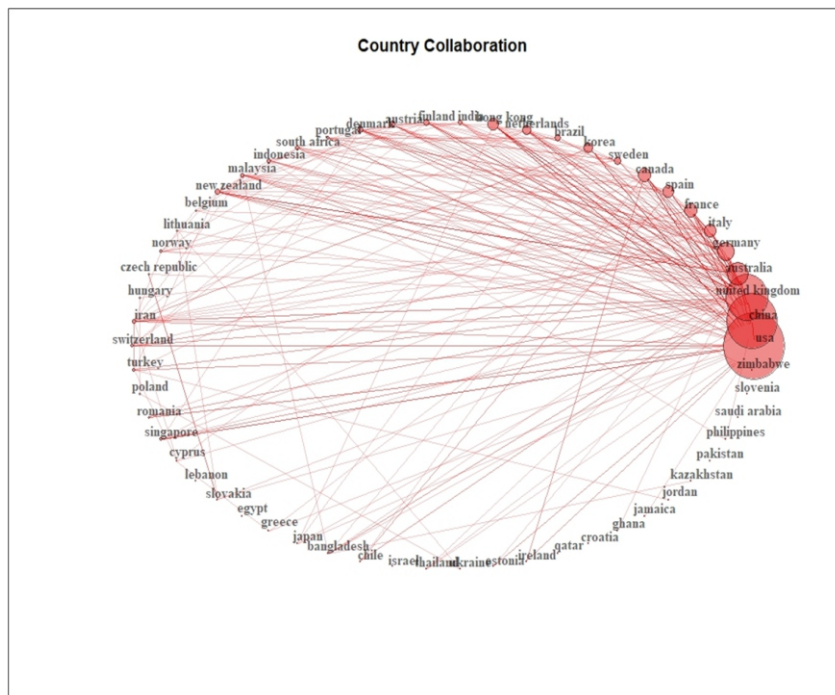 Country Collaboration
finland
india
hong kong
austria
denmark
netherlands
portugal
brazil
south africa
korea
indonesia
sweden
malaysia
canada
new zealand
spain
belgium
france
lithuania
italy
norway
germany
czech republic
australia
hungary
united kingdom
iran
china
switzerland
usa
turkey
zimbabwe
poland
slovenia
romania
saudi arabia
singapore
philippines
cyprus
pakistan
lebanon
kazakhstan
slovakia
jordan
egypt
jamaica
greece
ghana
japan
croatia
bangladesh
qatar
chile
ireland
israel
thailand
ukraine
estonia